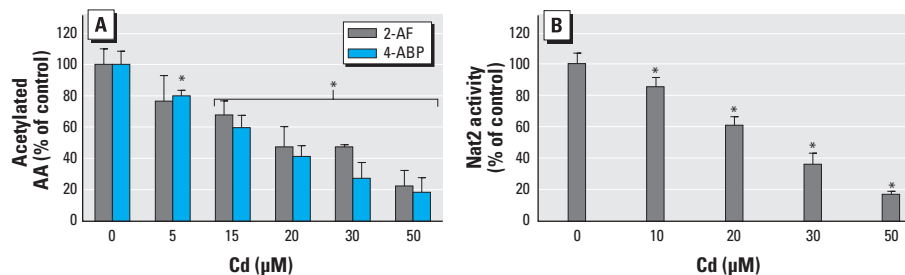 A
2-AF
4-ABP
Acetylated
AA (% of control)
120
100
80
60
40
20
0
*
*
0 5 15 20 30 50
Cd (µM)
B
Nat2 activity
(% of control)
120
100
80
60
40
20
0
*
*
*
*
0 10 20 30 50
Cd (µM)